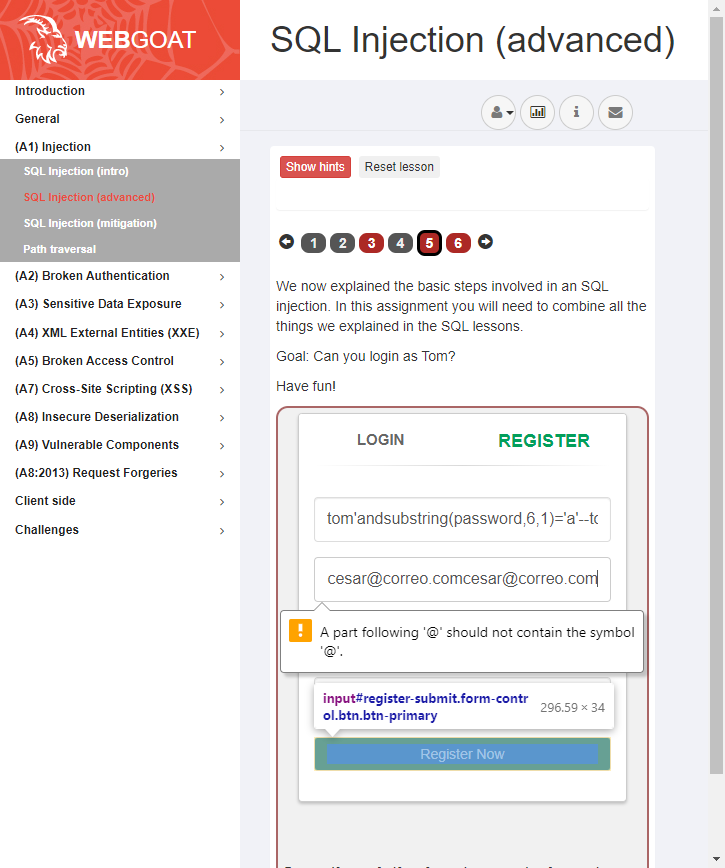 WEBGOAT
SQL Injection (advanced)
Introduction
General
(A1) Injection
SQL Injection (intro)
SQL Injection (advanced)
SQL Injection (mitigation)
Path traversal
(A2) Broken Authentication
(A3) Sensitive Data Exposure
(A4) XML External Entities (XXE)
(A5) Broken Access Control
(A7) Cross-Site Scripting (XSS)
(A8) Insecure Deserialization
(A9) Vulnerable Components
(A8:2013) Request Forgeries
Client side
Challenges
Show hints Reset lesson
1 2 3 4 5 6
We now explained the basic steps involved in an SQL
injection. In this assignment you will need to combine all the
things we explained in the SQL lessons.
Goal: Can you login as Tom?
Have fun!
LOGIN REGISTER
tom'andsubstring(password,6,1)='a'--to
cesar@correo.comcesar@correo.com
A part following '@' should not contain the symbol
'@'.
input#register-submit.form-contr
ol.btn.btn-primary
296.59 × 34
Register Now